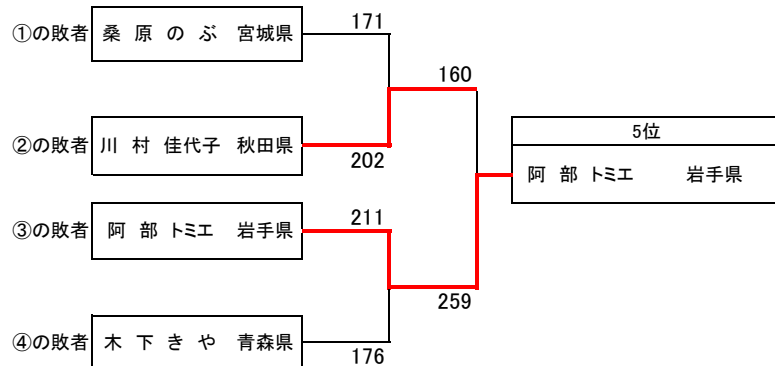 ①の敗者 桑 原 の ぶ 宮城県 171
160
②の敗者 川 村 佳代子 秋田県 202
5位
阿 部 トミエ 岩手県
③の敗者 阿 部 トミエ 岩手県 211
259
④の敗者 木 下 き や 青森県 176